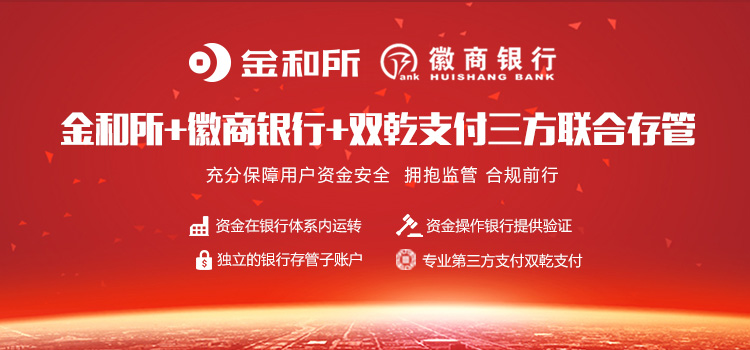 金和所 徽商银行
ank HUISHANG BANK
金和所+徽商银行+双乾支付三方联合存管
充分保障用户资金安全 拥抱监管 合规前行
资金在银行体系内运转 资金操作银行提供验证
独立的银行存管子账户 专业第三方支付双乾支付